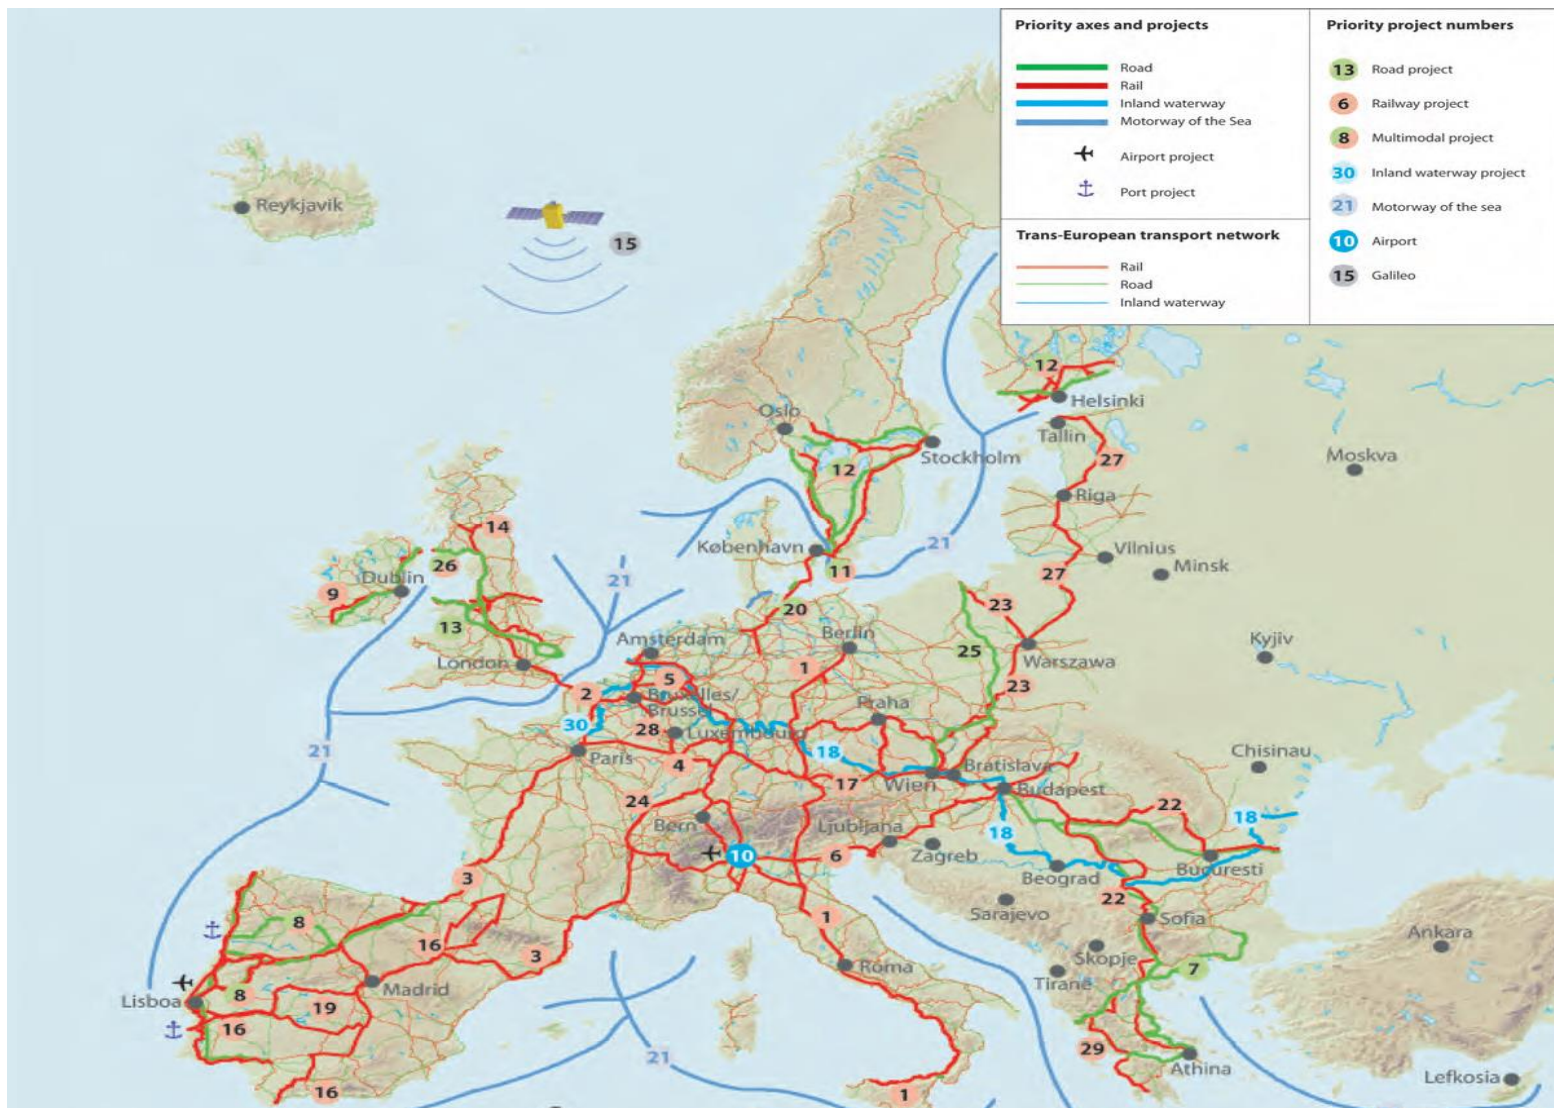 Priority axes and projects
Road
Rail
Inland waterway
Motorway of the Sea
Airport project
Port project
Trans-European transport network
Rail
Road
Inland waterway
Priority project numbers
13 Road project
6 Railway project
8 Multimodal project
30 Inland waterway project
21 Motorway of the sea
10 Airport
15 Galileo
Reykjavik
15
12
Helsinki
Oslo
Tallin
Stockholm
12
27
Moskva
Riga
14
København
21
Vilnius
26
11
Minsk
Dublin
21
27
9
20
23
13
Amsterdam
Berlin
Kyjiv
London
1
25
Warszawa
5
2
Bruxelles/
Brussel
23
Praha
30
28
Luxembourg
21
Paris
18
Chisinau
4
Bratislava
17
Wien
Budapest
24
22
Bern
Ljubljana
18
18
10
6
Zagreb
Beograd
Bucuresti
3
22
Sarajevo
8
1
Sofia
16
3
Skopje
Ankara
Roma
Tirane
7
Madrid
Lisboa
8
19
16
29
21
Athina
Lefkosia
16
1